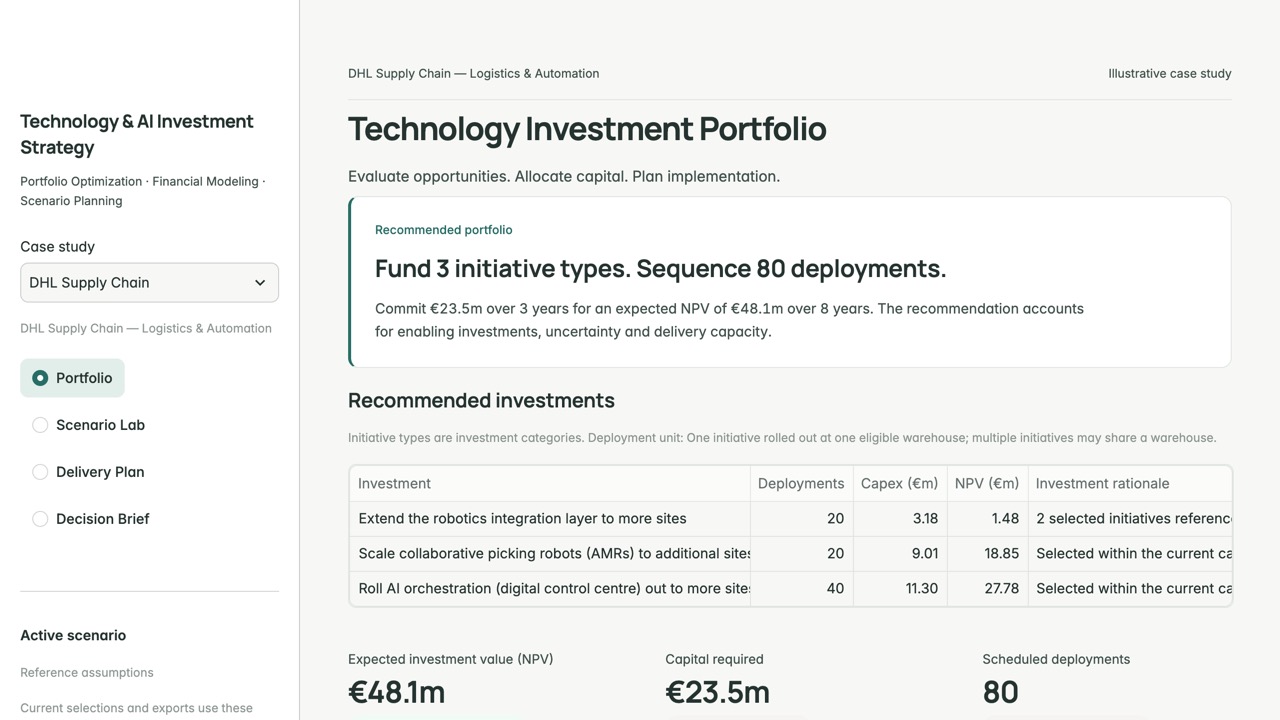 Technology & AI Investment
Strategy
Portfolio Optimization · Financial Modeling ·
Scenario Planning
Case study
DHL Supply Chain
DHL Supply Chain — Logistics & Automation
Portfolio
Scenario Lab
Delivery Plan
Decision Brief
Active scenario
Reference assumptions
Current selections and exports use these
DHL Supply Chain — Logistics & Automation
Illustrative case study
Technology Investment Portfolio
Evaluate opportunities. Allocate capital. Plan implementation.
Recommended portfolio
Fund 3 initiative types. Sequence 80 deployments.
Commit €23.5m over 3 years for an expected NPV of €48.1m over 8 years. The recommendation accounts
for enabling investments, uncertainty and delivery capacity.
Recommended investments
Initiative types are investment categories. Deployment unit: One initiative rolled out at one eligible warehouse; multiple initiatives may share a warehouse.
Investment Deployments Capex (€m) NPV (€m) Investment rationale
Extend the robotics integration layer to more sites 20 3.18 1.48 2 selected initiatives referenc
Scale collaborative picking robots (AMRs) to additional sites 20 9.01 18.85 Selected within the current ca
Roll AI orchestration (digital control centre) out to more sites 40 11.30 27.78 Selected within the current ca
Expected investment value (NPV) Capital required Scheduled deployments
€48.1m €23.5m 80